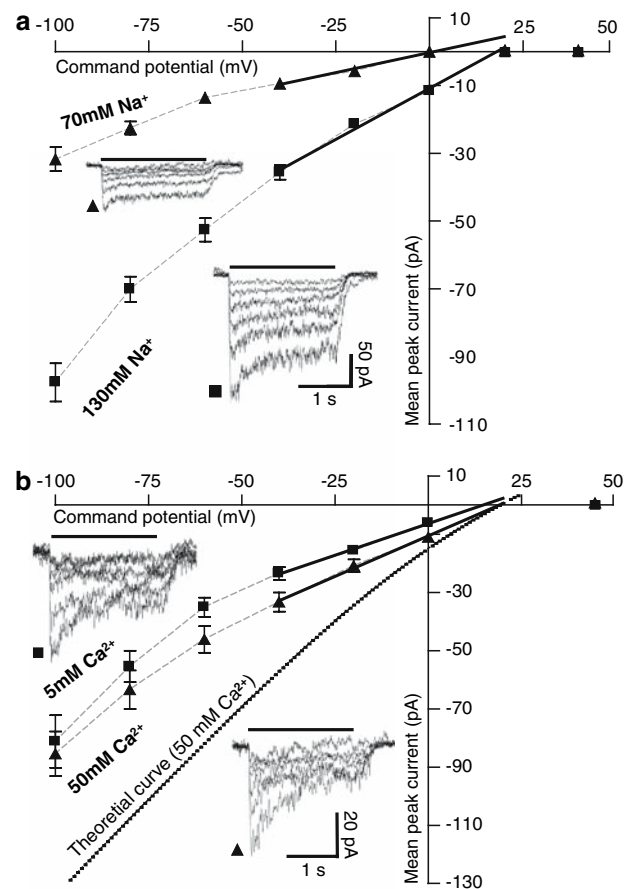 a
-100 -75 -50 -25 10 25 50
Command potential (mV)
-10
-30
-50
-70
-90
-110
Mean peak current (pA)
70mM Na⁺
130mM Na⁺
50 pA
1 s
b
-100 -75 -50 -25 10 25 50
Command potential (mV)
-30
-50
-70
-90
-110
-130
Mean peak current (pA)
5mM Ca²⁺
50mM Ca²⁺
Theoretial curve (50 mM Ca²⁺)
20 pA
1 s